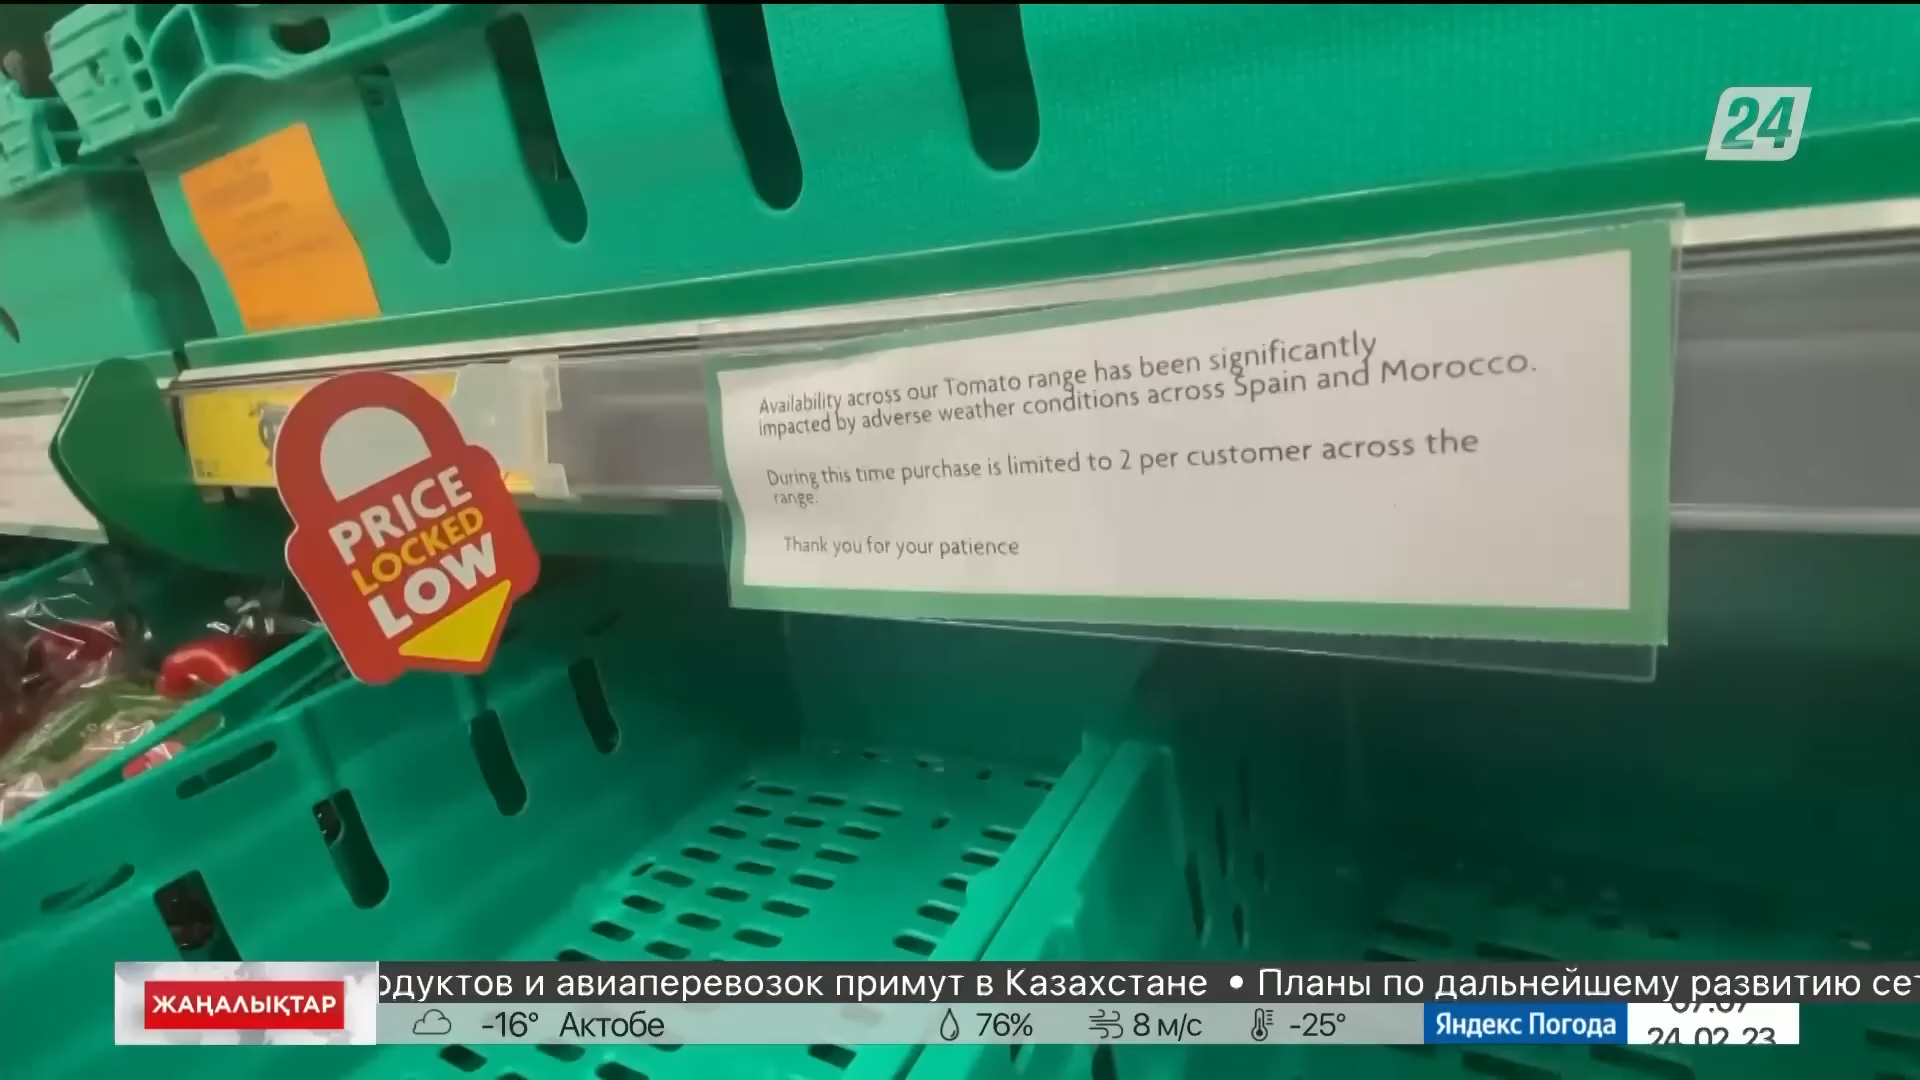 24
Availability across our Tomato range has been significantly
impacted by adverse weather conditions across Spain and Morocco.
During this time purchase is limited to 2 per customer across the
range.
Thank you for your patience
PRICE
LOCKED
LOW
ЖАҢАЛЫҚТАР
одуктов и авиаперевозок примут в Казахстане • Планы по дальнейшему развитию сет
-16° Актобе 76% 8 м/с -25° Яндекс Погода
24.02.23